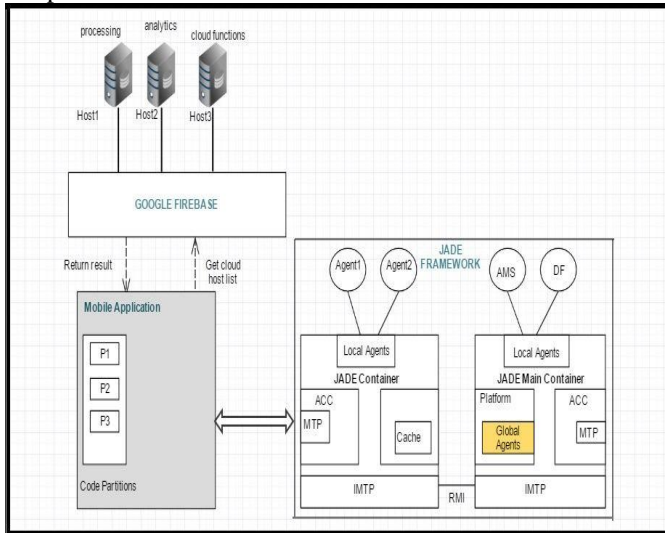 processing
analytics
cloud functions
Host1
Host2
Host3
GOOGLE FIREBASE
Return result
Get cloud
host list
Mobile Application
P1
P2
P3
Code Partitions
JADE
FRAMEWORK
Agent1
Agent2
AMS
DF
Local Agents
JADE Container
ACC
MTP
Cache
IMTP
RMI
Local Agents
JADE Main Container
Platform
Global
Agents
ACC
MTP
IMTP